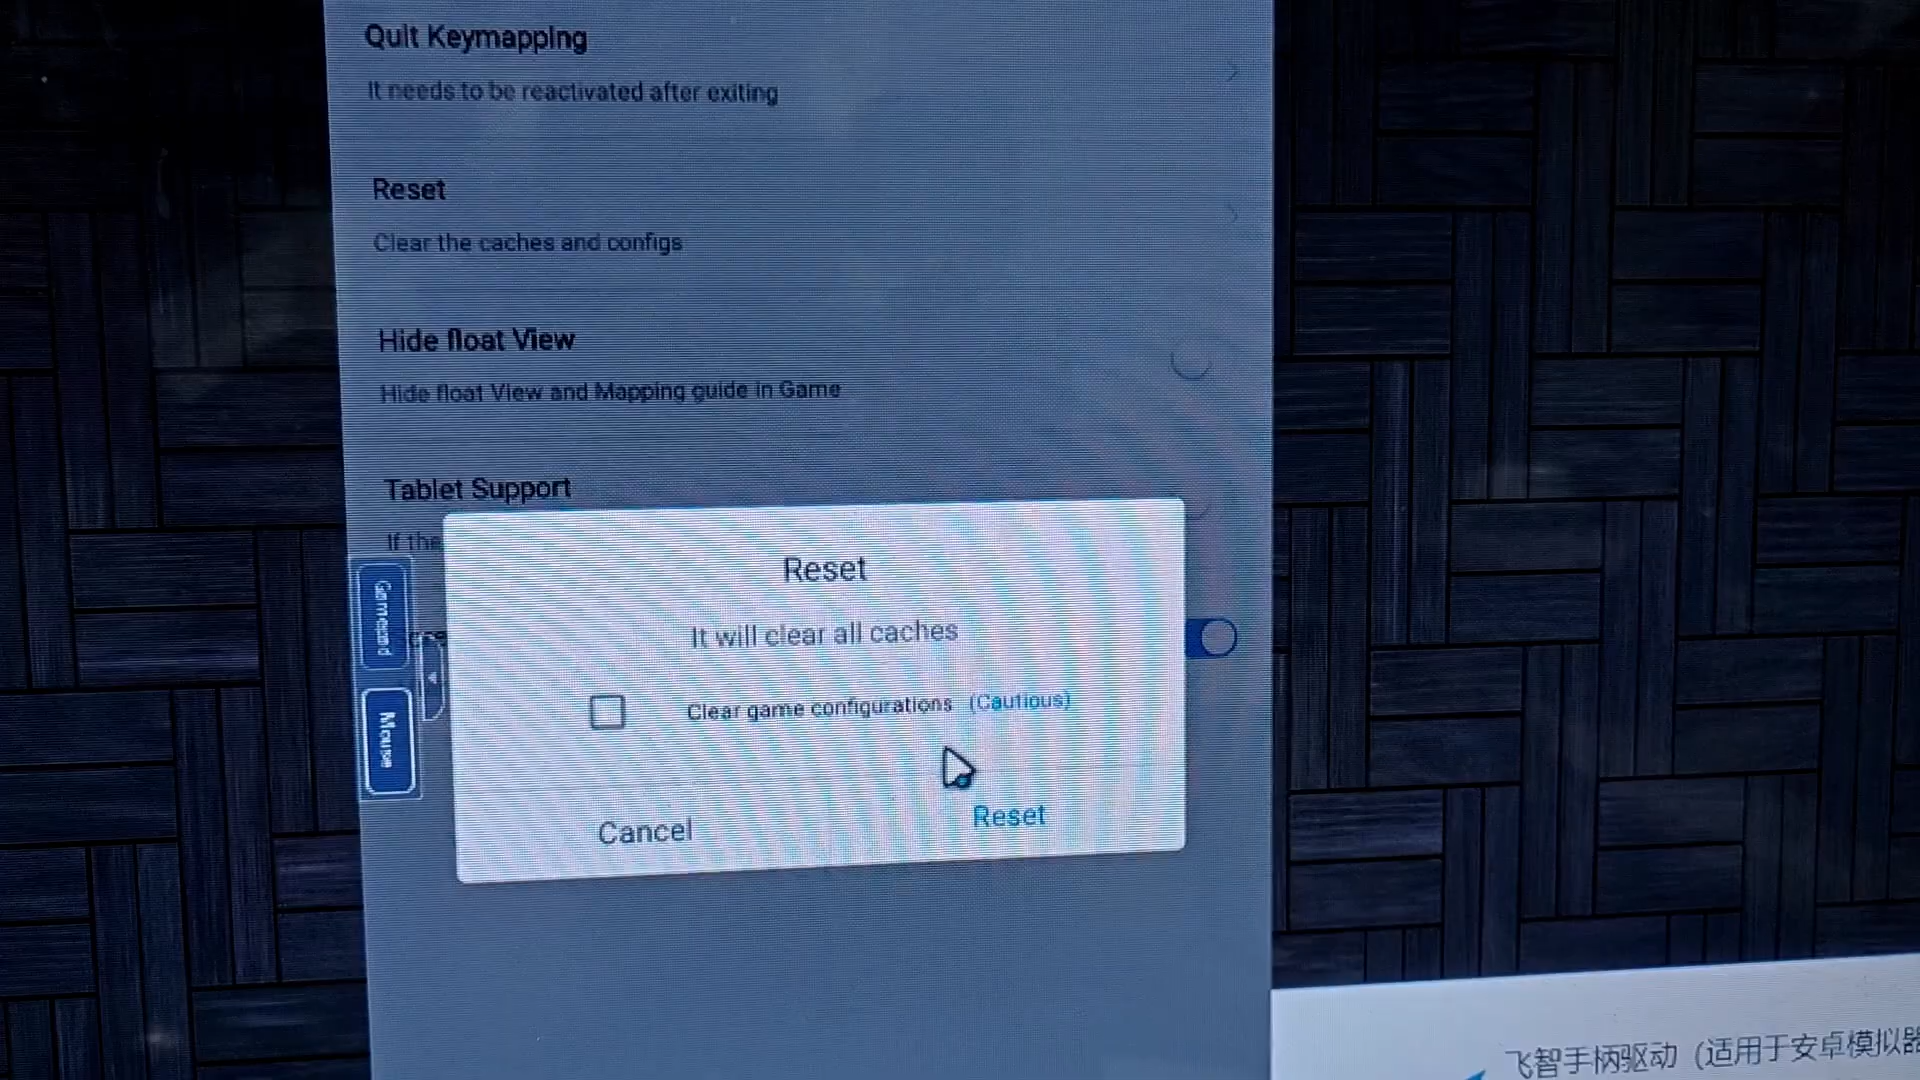 Quit Keymapping
It needs to be reactivated after exiting
Reset
Clear the caches and configs
Hide float View
Hide float View and Mapping guide in Game
Tablet Support
If the
Gamepad
Mouse
Reset
It will clear all caches
Clear game configurations (Cautious)
Cancel
Reset
飞智手柄驱动 (适用于安卓模拟器